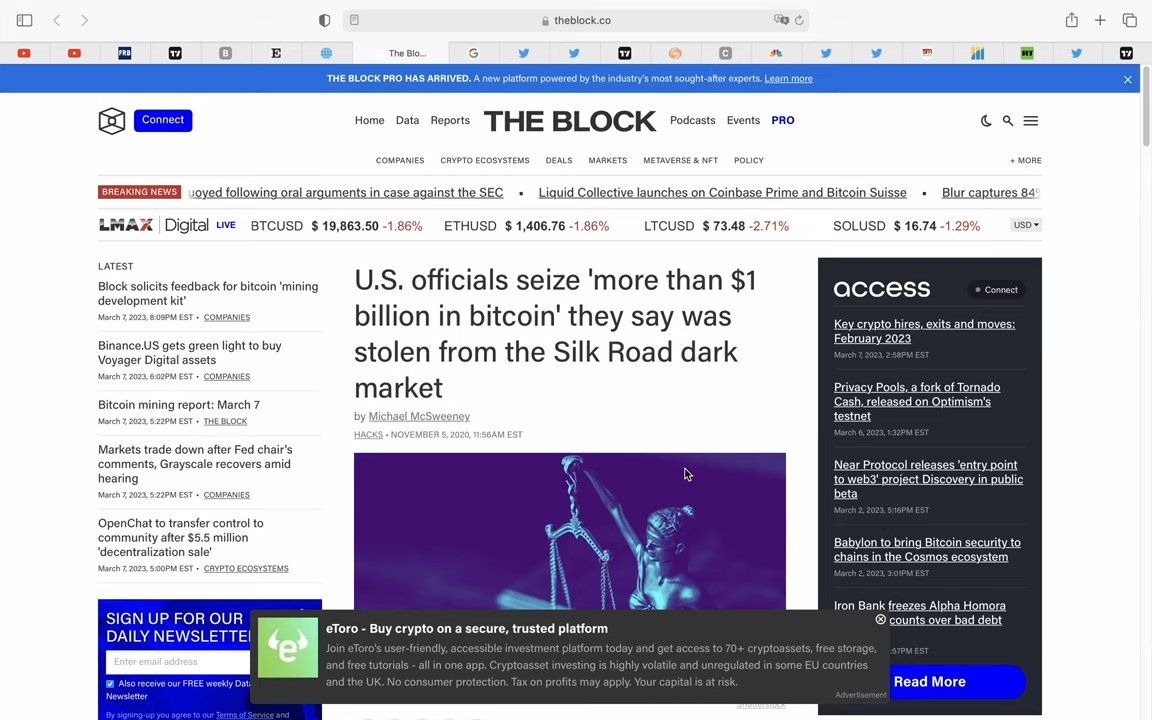 theblock.co
FRB
17
B
E
The Blo...
G
17
C
RT
17
THE BLOCK PRO HAS ARRIVED. A new platform powered by the industry's most sought-after experts. Learn more
Connect
Home Data Reports THE BLOCK Podcasts Events PRO
COMPANIES CRYPTO ECOSYSTEMS DEALS MARKETS METAVERSE & NFT POLICY + MORE
BREAKING NEWS uoyed following oral arguments in case against the SEC ▪ Liquid Collective launches on Coinbase Prime and Bitcoin Suisse ▪ Blur captures 84%
LMAX Digital LIVE BTCUSD $ 19,863.50 -1.86% ETHUSD $ 1,406.76 -1.86% LTCUSD $ 73.48 -2.71% SOLUSD $ 16.74 -1.29% USD
LATEST
Block solicits feedback for bitcoin 'mining
development kit'
March 7, 2023, 8:09PM EST • COMPANIES
Binance.US gets green light to buy
Voyager Digital assets
March 7, 2023, 6:02PM EST • COMPANIES
Bitcoin mining report: March 7
March 7, 2023, 5:22PM EST • THE BLOCK
Markets trade down after Fed chair's
comments, Grayscale recovers amid
hearing
March 7, 2023, 5:22PM EST • COMPANIES
OpenChat to transfer control to
community after $5.5 million
'decentralization sale'
March 7, 2023, 5:00PM EST • CRYPTO ECOSYSTEMS
SIGN UP FOR OUR
DAILY NEWSLETTE
Enter email address
Also receive our FREE weekly Dat
Newsletter
By signing-up you agree to our Terms of Service and
U.S. officials seize 'more than $1
billion in bitcoin' they say was
stolen from the Silk Road dark
market
by Michael McSweeney
HACKS • NOVEMBER 5, 2020, 11:56AM EST
eToro - Buy crypto on a secure, trusted platform
Join eToro's user-friendly, accessible investment platform today and get access to 70+ cryptoassets, free storage,
and free tutorials - all in one app. Cryptoasset investing is highly volatile and unregulated in some EU countries
and the UK. No consumer protection. Tax on profits may apply. Your capital is at risk.
Advertisement
Shutterstock
access Connect
Key crypto hires, exits and moves:
February 2023
March 7, 2023, 2:58PM EST
Privacy Pools, a fork of Tornado
Cash, released on Optimism's
testnet
March 6, 2023, 1:32PM EST
Near Protocol releases 'entry point
to web3' project Discovery in public
beta
March 2, 2023, 5:16PM EST
Babylon to bring Bitcoin security to
chains in the Cosmos ecosystem
March 2, 2023, 3:01PM EST
Iron Bank freezes Alpha Homora
counts over bad debt
:57PM EST
Read More